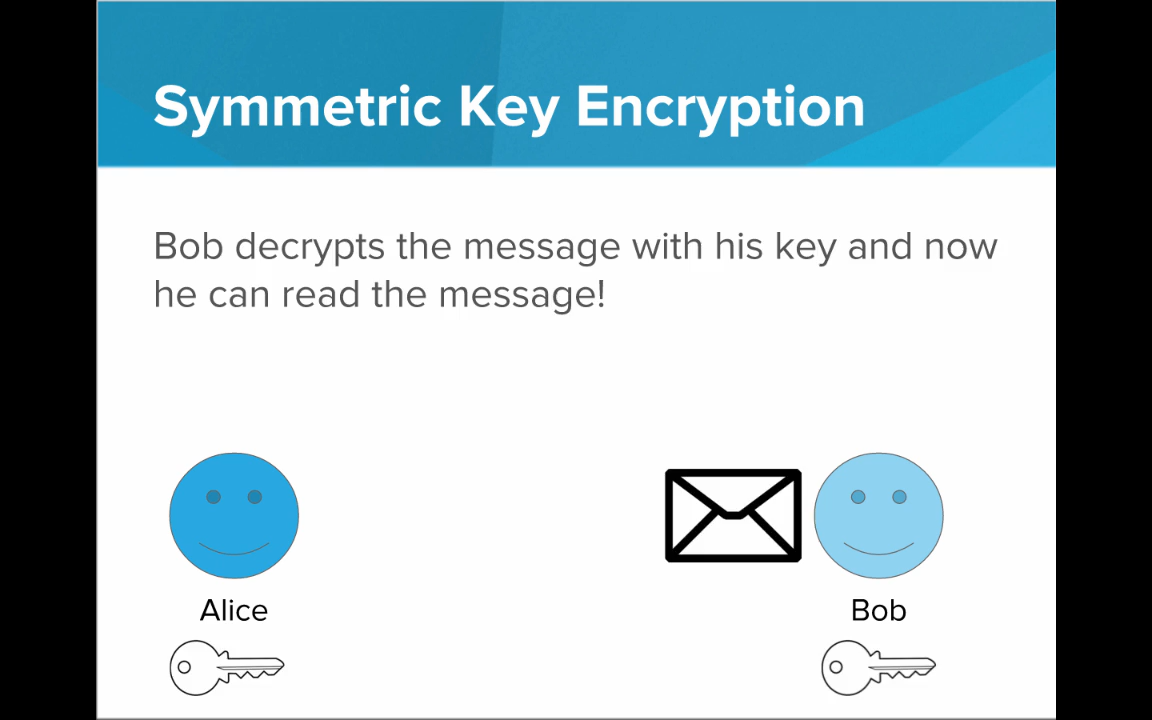 Symmetric Key Encryption
Bob decrypts the message with his key and now
he can read the message!
Alice
Bob